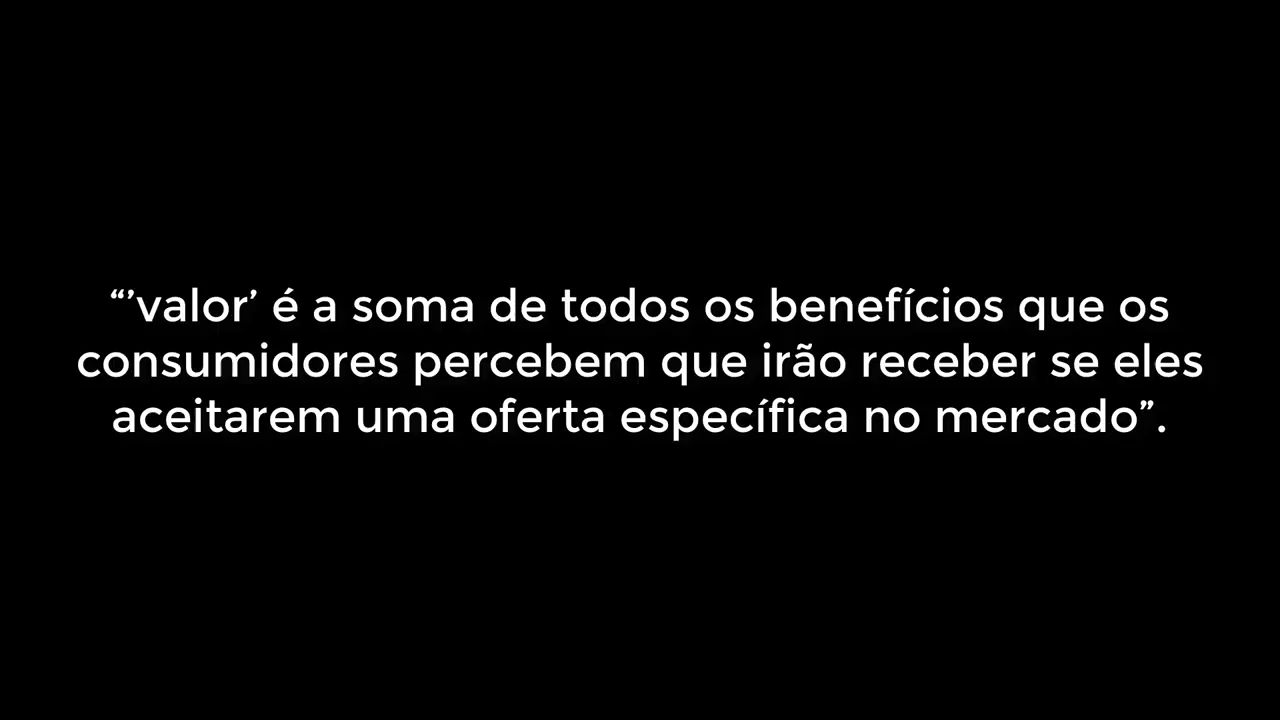 “’valor’ é a soma de todos os benefícios que os
consumidores percebem que irão receber se eles
aceitarem uma oferta específica no mercado”.